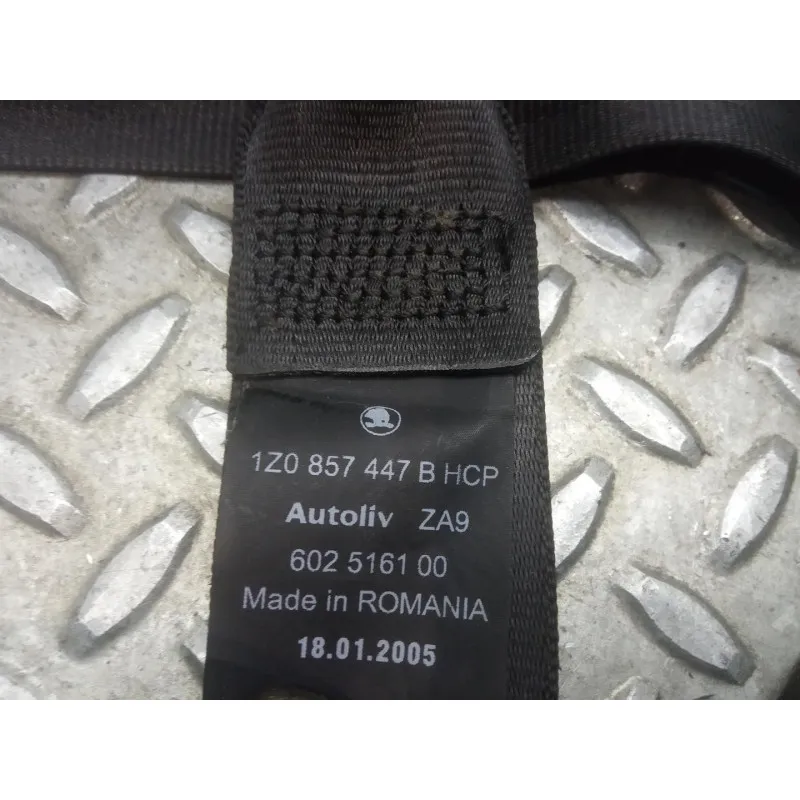 1Z0 857 447 B HCP
Autoliv ZA9
602 5161 00
Made in ROMANIA
18.01.2005